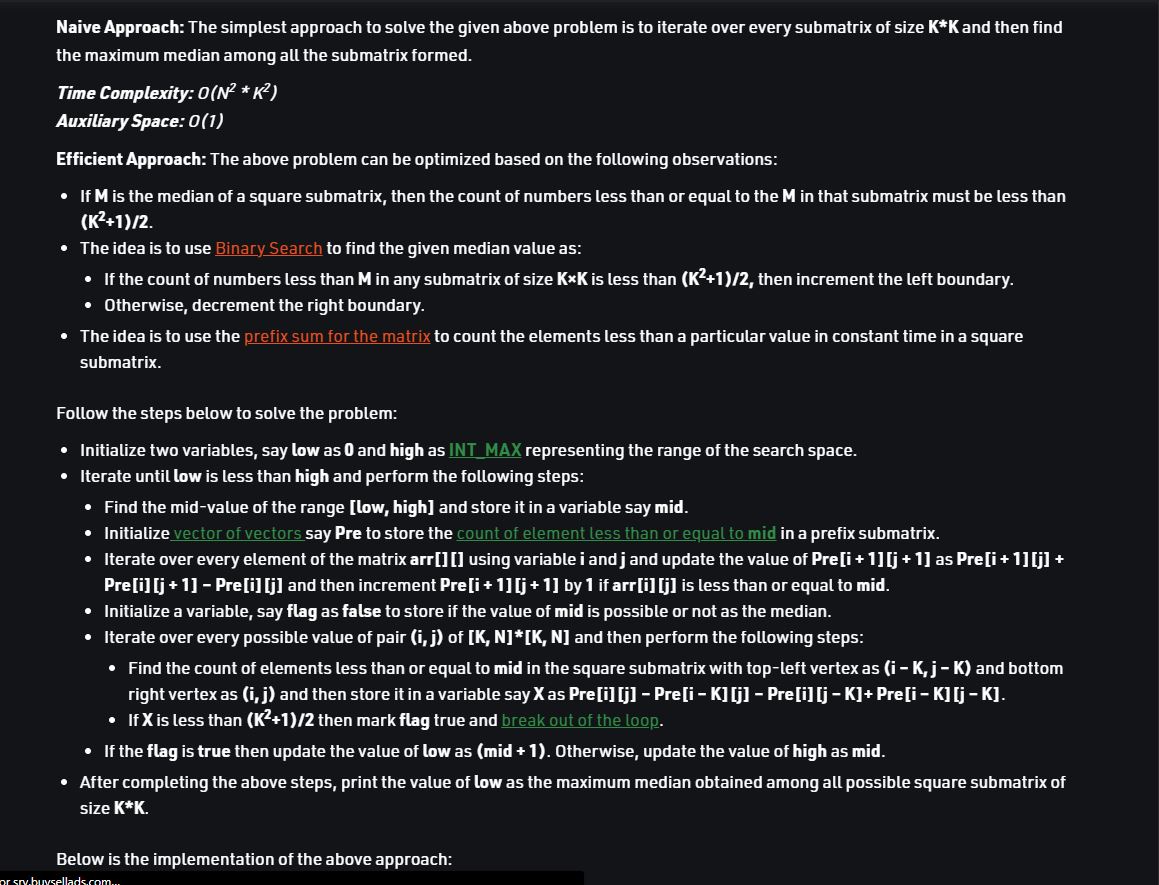 Naive Approach: The simplest approach to solve the given above problem is to iterate over every submatrix of size K*K and then find
the maximum median among all the submatrix formed.
Time Complexity: O(N² * K²)
Auxiliary Space: O(1)
Efficient Approach: The above problem can be optimized based on the following observations:
• If M is the median of a square submatrix, then the count of numbers less than or equal to the M in that submatrix must be less than
(K²+1)/2.
• The idea is to use Binary Search to find the given median value as:
• If the count of numbers less than M in any submatrix of size K×K is less than (K²+1)/2, then increment the left boundary.
• Otherwise, decrement the right boundary.
• The idea is to use the prefix sum for the matrix to count the elements less than a particular value in constant time in a square
submatrix.
Follow the steps below to solve the problem:
• Initialize two variables, say low as 0 and high as INT_MAX representing the range of the search space.
• Iterate until low is less than high and perform the following steps:
• Find the mid-value of the range [low, high] and store it in a variable say mid.
• Initialize vector of vectors say Pre to store the count of element less than or equal to mid in a prefix submatrix.
• Iterate over every element of the matrix arr[][] using variable i and j and update the value of Pre[i + 1][j + 1] as Pre[i + 1][j] +
Pre[i][j + 1] – Pre[i][j] and then increment Pre[i + 1][j + 1] by 1 if arr[i][j] is less than or equal to mid.
• Initialize a variable, say flag as false to store if the value of mid is possible or not as the median.
• Iterate over every possible value of pair (i, j) of [K, N]*[K, N] and then perform the following steps:
• Find the count of elements less than or equal to mid in the square submatrix with top-left vertex as (i – K, j – K) and bottom
right vertex as (i, j) and then store it in a variable say X as Pre[i][j] – Pre[i – K][j] – Pre[i][j – K]+ Pre[i – K][j – K].
• If X is less than (K²+1)/2 then mark flag true and break out of the loop.
• If the flag is true then update the value of low as (mid + 1). Otherwise, update the value of high as mid.
• After completing the above steps, print the value of low as the maximum median obtained among all possible square submatrix of
size K*K.
Below is the implementation of the above approach:
or srv.buysellads.com...